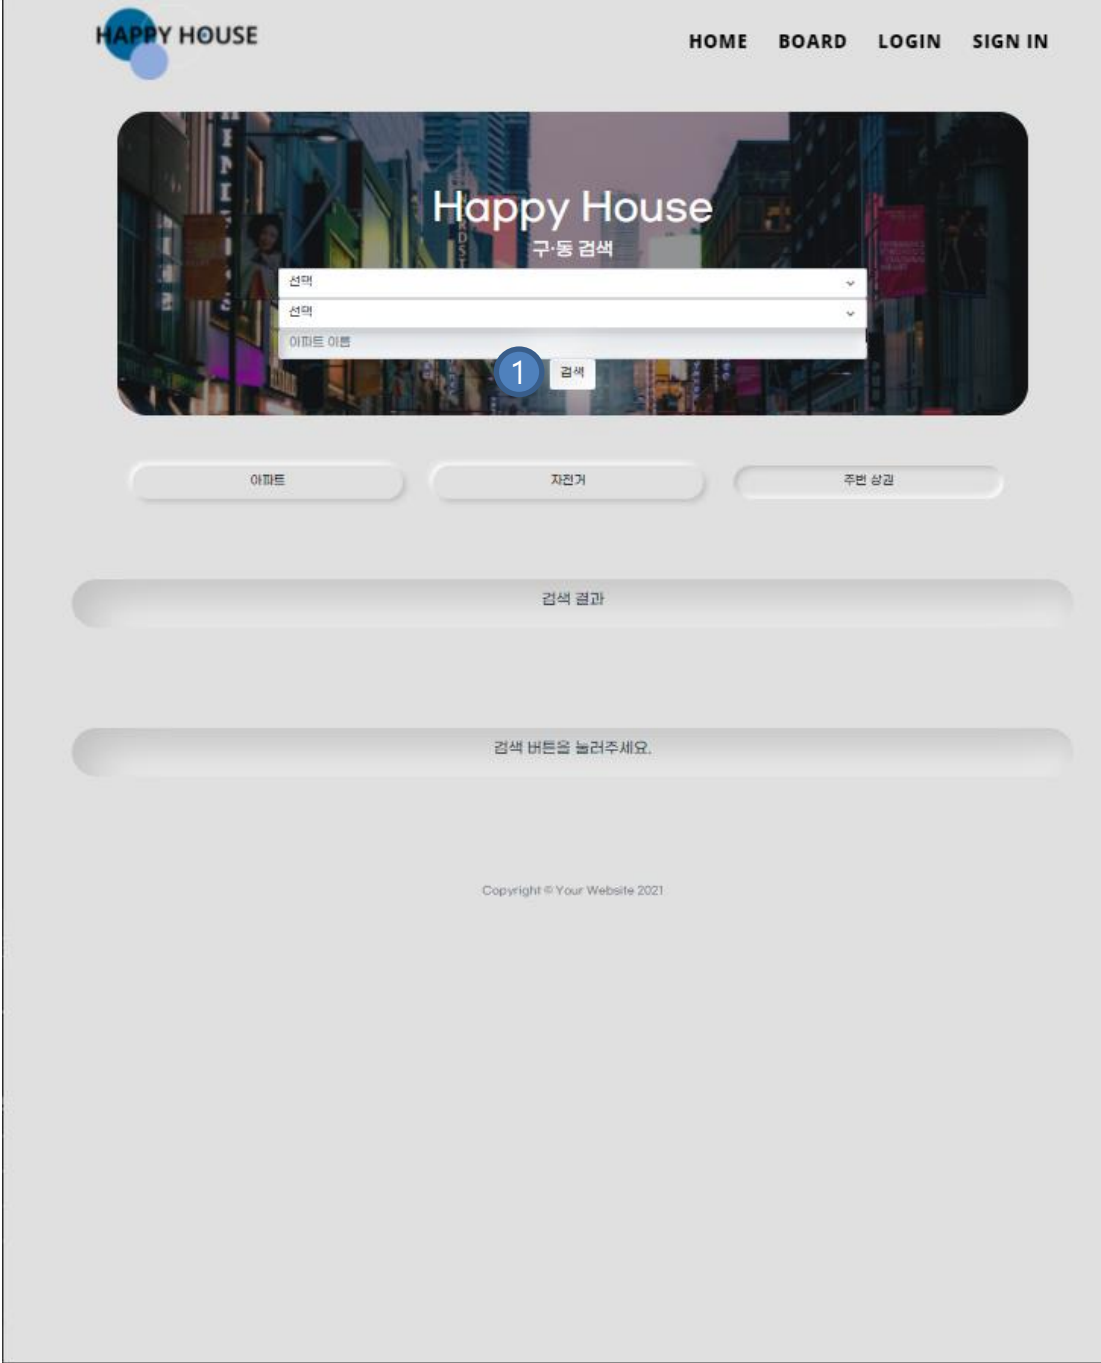 HAPPY HOUSE
HOME BOARD LOGIN SIGN IN
Happy House
구·동 검색
선택
선택
아파트 이름
1 검색
아파트 자전거 주변 상권
검색 결과
검색 버튼을 눌러주세요.
Copyright © Your Website 2021